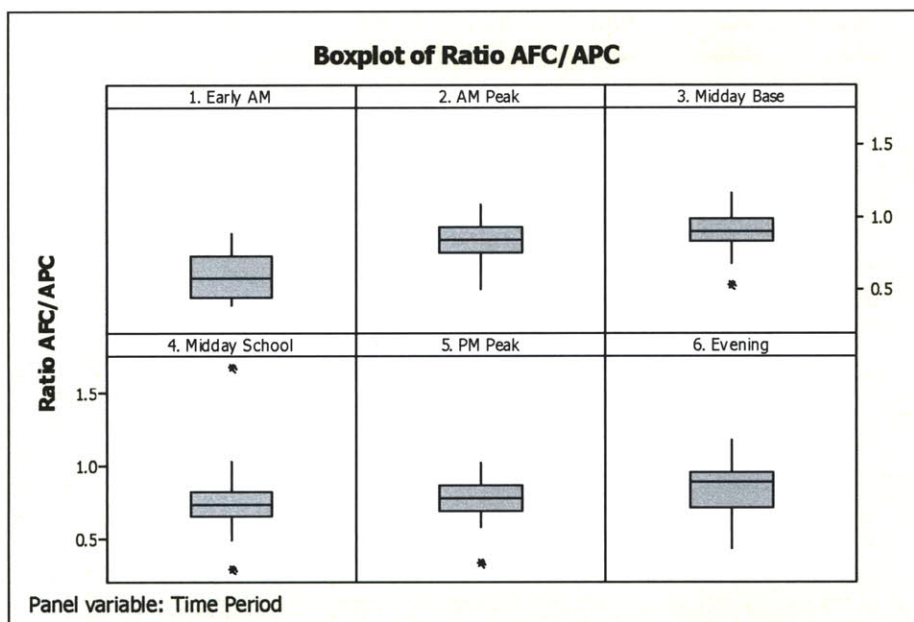 Boxplot of Ratio AFC/APC
1. Early AM
2. AM Peak
3. Midday Base
1.5
1.0
0.5
Ratio AFC/APC
4. Midday School
5. PM Peak
6. Evening
1.5
1.0
0.5
Panel variable: Time Period